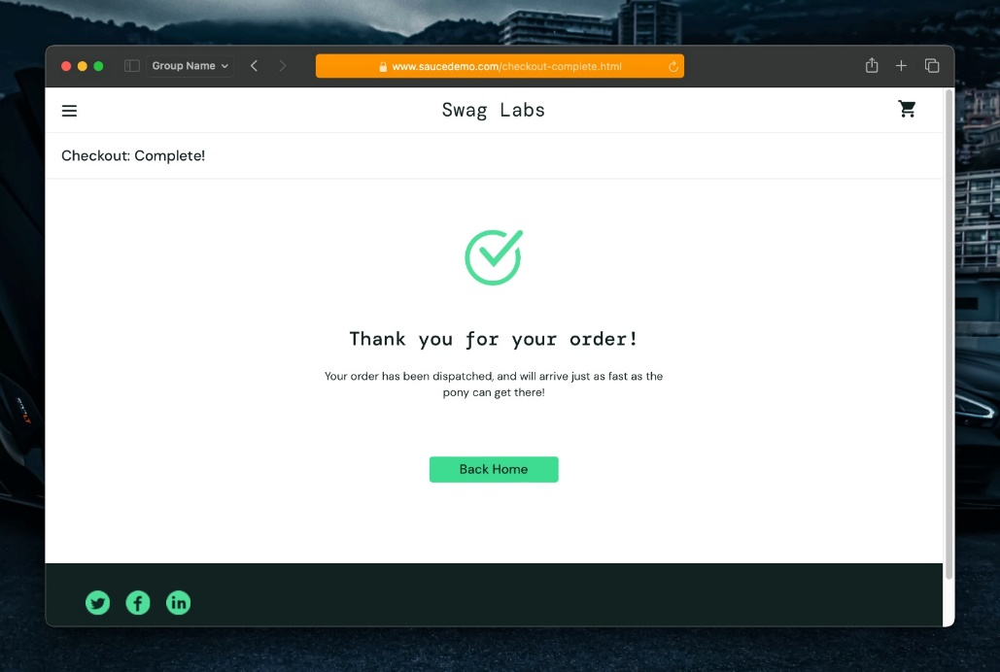 Group Name
www.saucedemo.com/checkout-complete.html
Swag Labs
Checkout: Complete!
Thank you for your order!
Your order has been dispatched, and will arrive just as fast as the
pony can get there!
Back Home